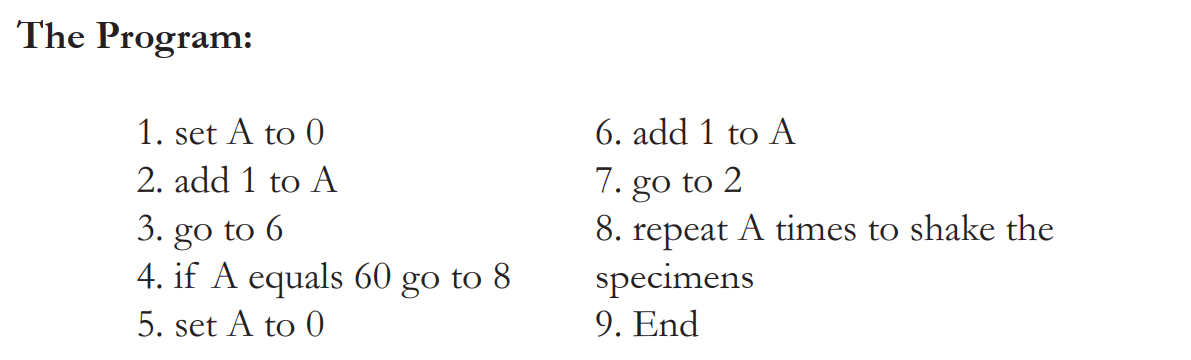 The Program:
1. set A to 0
2. add 1 to A
3. go to 6
4. if A equals 60 go to 8
5. set A to 0
6. add 1 to A
7. go to 2
8. repeat A times to shake the
specimens
9. End